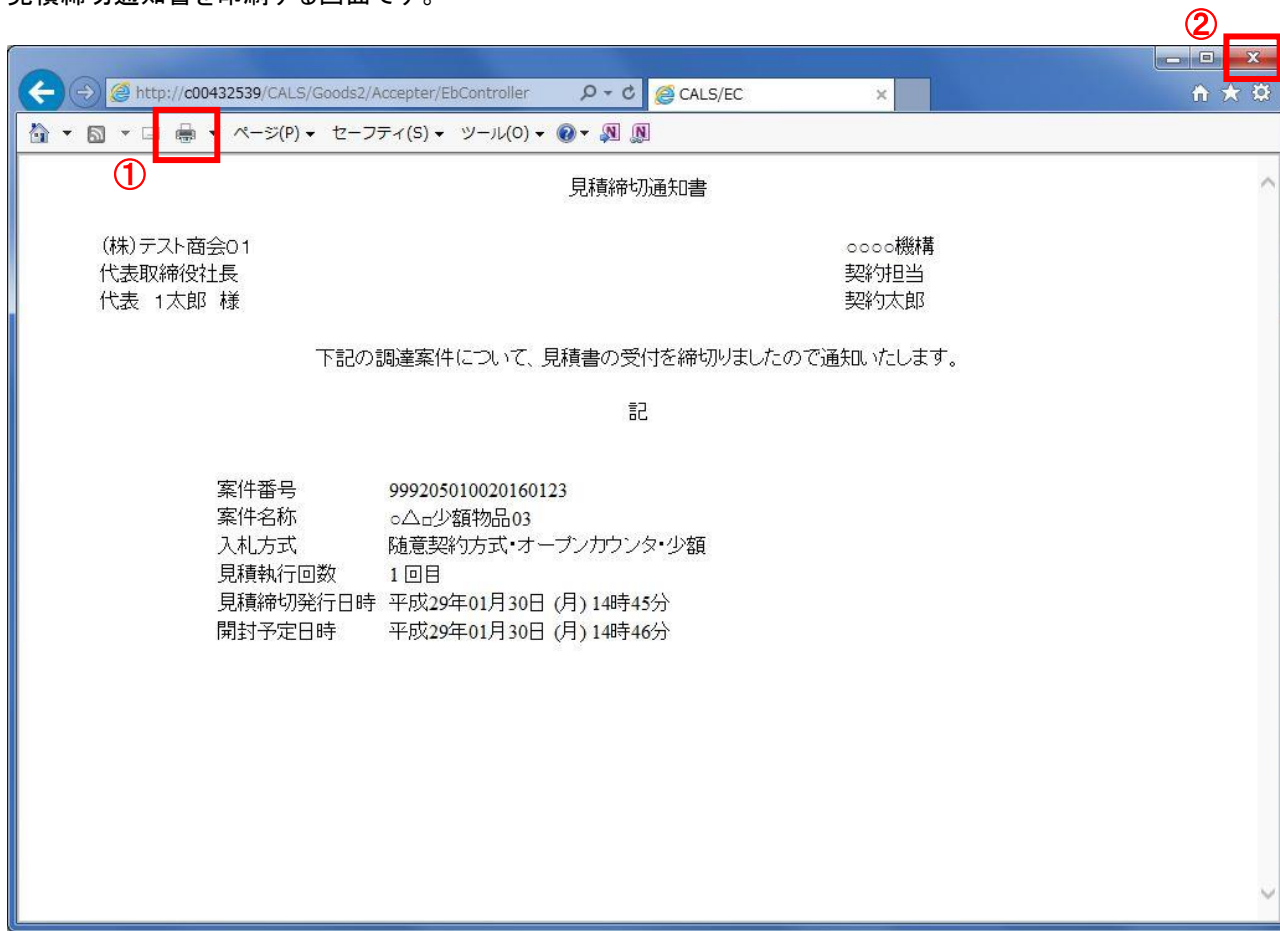 見積締切通知書を印刷する画面です。
②
http://c00432539/CALS/Goods2/Accepter/EbController
CALS/EC
ページ(P) セーフティ(S) ツール(O)
①
見積締切通知書
(株)テスト商会01
○○○○機構
代表取締役社長
契約担当
代表 1太郎 様
契約太郎
下記の調達案件について、見積書の受付を締切りましたので通知いたします。
記
案件番号 999205010020160123
案件名称 ○△□少額物品03
入札方式 随意契約方式・オープンカウンタ・少額
見積執行回数 1回目
見積締切発行日時 平成29年01月30日 (月) 14時45分
開封予定日時 平成29年01月30日 (月) 14時46分